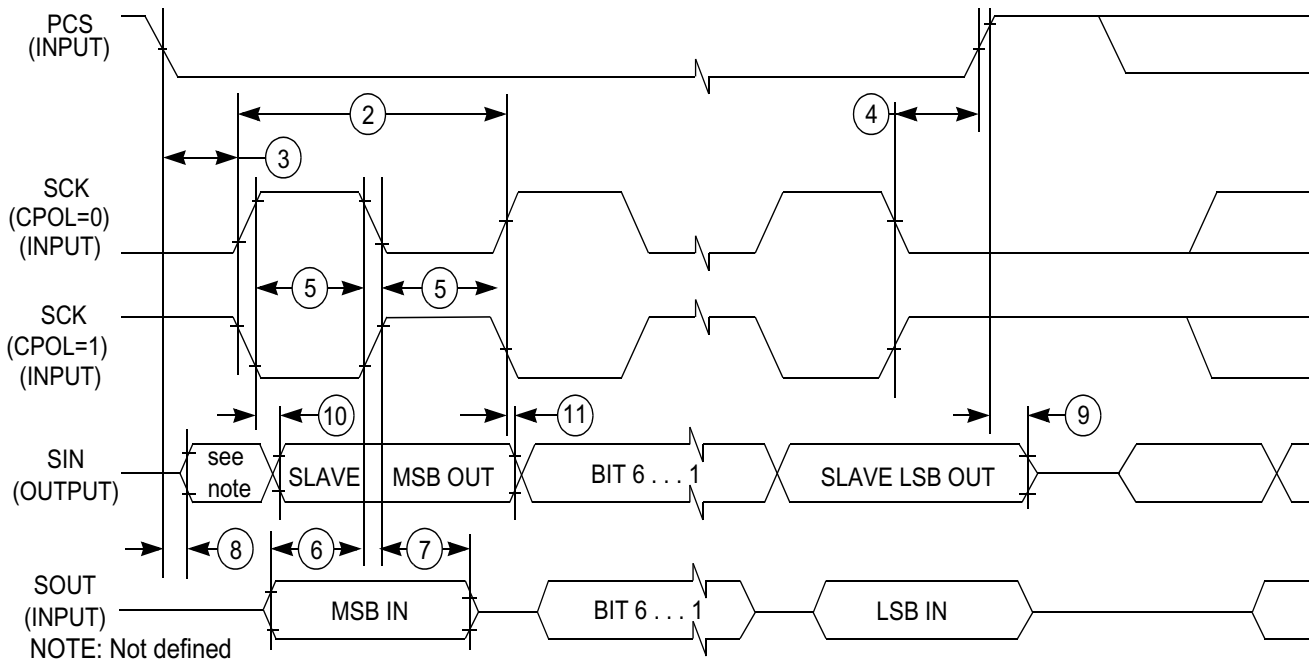 PCS
(INPUT)
2
4
3
SCK
(CPOL=0)
(INPUT)
5
5
SCK
(CPOL=1)
(INPUT)
10
11
9
SIN
(OUTPUT)
see
note
SLAVE
MSB OUT
BIT 6 . . . 1
SLAVE LSB OUT
8
6
7
SOUT
(INPUT)
MSB IN
BIT 6 . . . 1
LSB IN
NOTE: Not defined